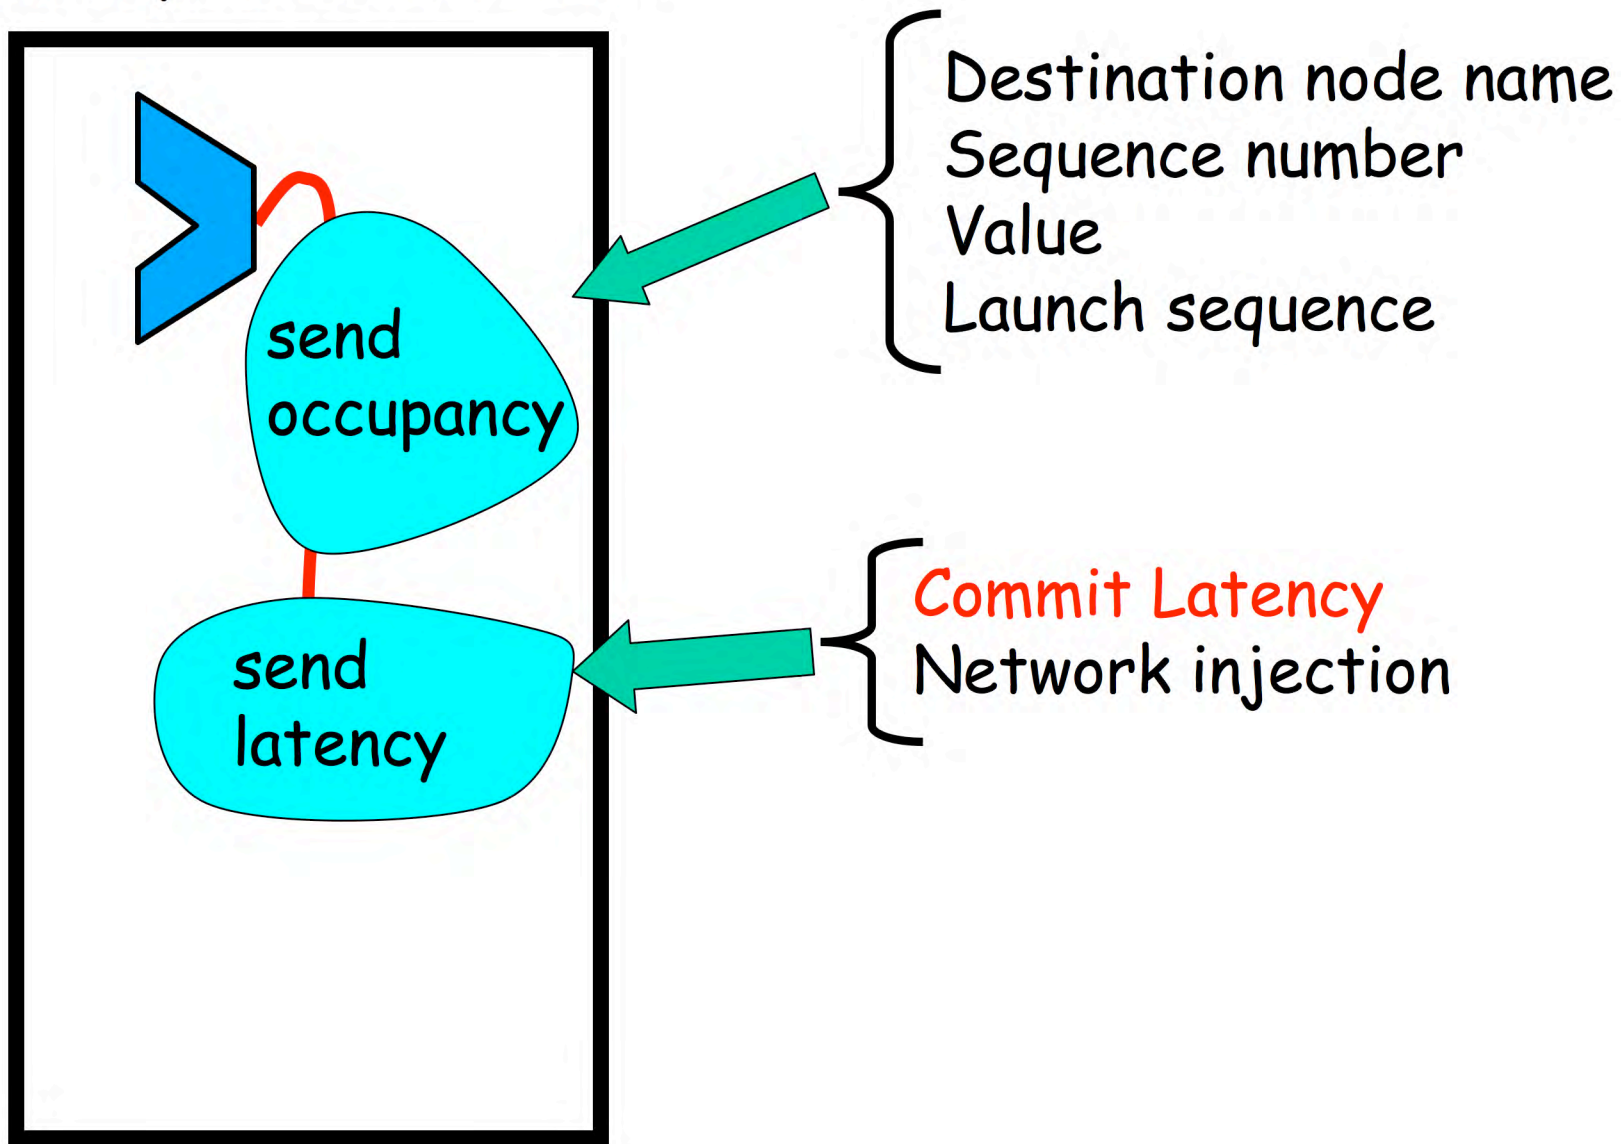 send
occupancy
send
latency
Destination node name
Sequence number
Value
Launch sequence
Commit Latency
Network injection